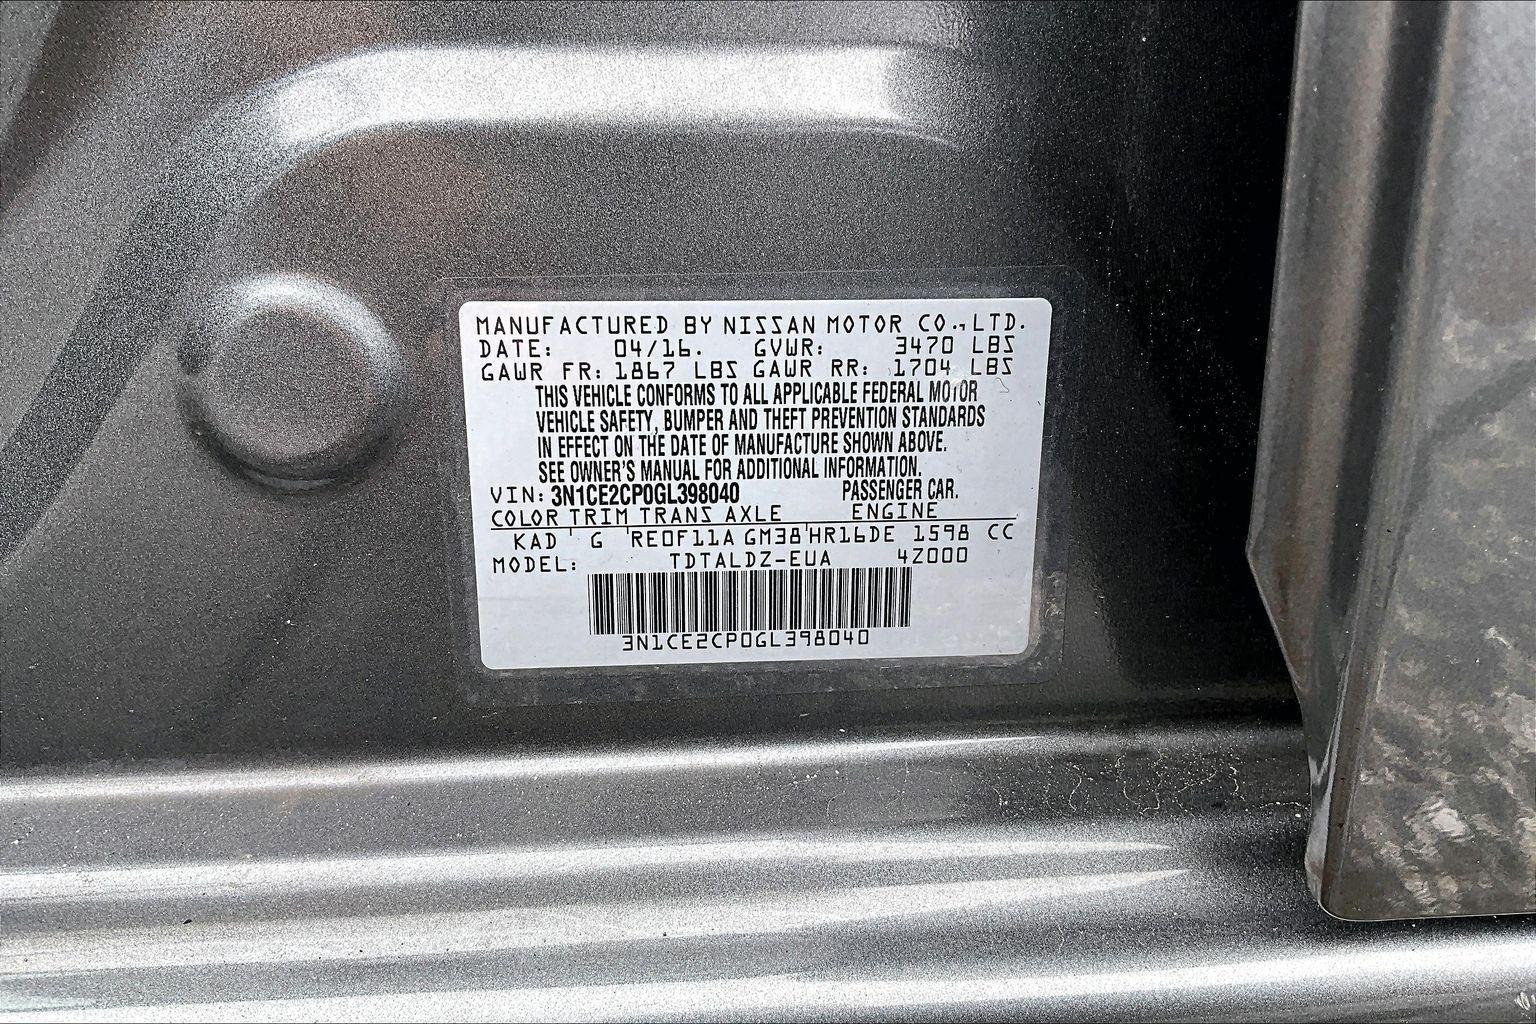 MANUFACTURED BY NISSAN MOTOR CO.,LTD.
DATE: 04/16. GVWR: 3470 LBS
GAWR FR: 1867 LBS GAWR RR: 1704 LBS
THIS VEHICLE CONFORMS TO ALL APPLICABLE FEDERAL MOTOR
VEHICLE SAFETY, BUMPER AND THEFT PREVENTION STANDARDS
IN EFFECT ON THE DATE OF MANUFACTURE SHOWN ABOVE.
SEE OWNER'S MANUAL FOR ADDITIONAL INFORMATION.
VIN: 3N1CE2CP0GL398040 PASSENGER CAR.
COLOR TRIM TRANS AXLE ENGINE
KAD G RE0F11A GM38 HR16DE 1598 CC
MODEL: TDTALDZ-EUA 4Z000
3N1CE2CP0GL398040